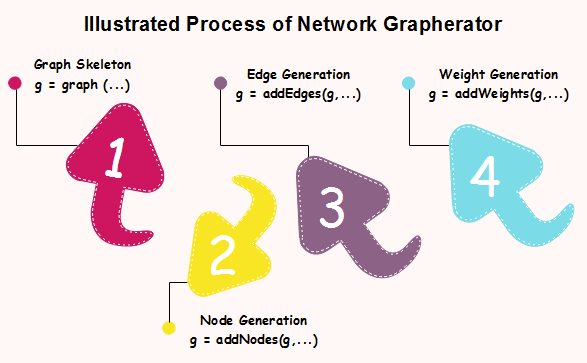 Illustrated Process of Network Grapherator
Graph Skeleton
g = graph (...)
1
Node Generation
g = addNodes(g,...)
2
Edge Generation
g = addEdges(g,...)
3
Weight Generation
g = addWeights(g,...)
4